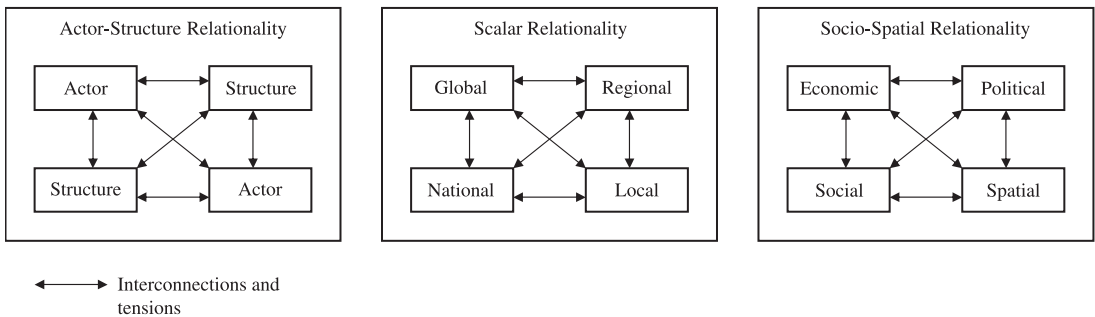 Actor-Structure Relationality
Actor
Structure
Structure
Actor
Scalar Relationality
Global
Regional
National
Local
Socio-Spatial Relationality
Economic
Political
Social
Spatial
Interconnections and
tensions